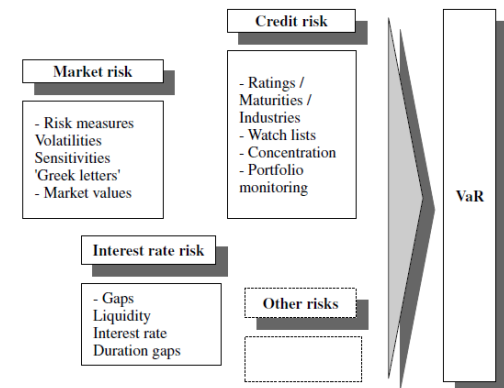 Credit risk
- Ratings /
Maturities /
Industries
- Watch lists
- Concentration
- Portfolio
monitoring
Market risk
- Risk measures
Volatilities
Sensitivities
'Greek letters'
- Market values
Interest rate risk
- Gaps
Liquidity
Interest rate
Duration gaps
Other risks
VaR